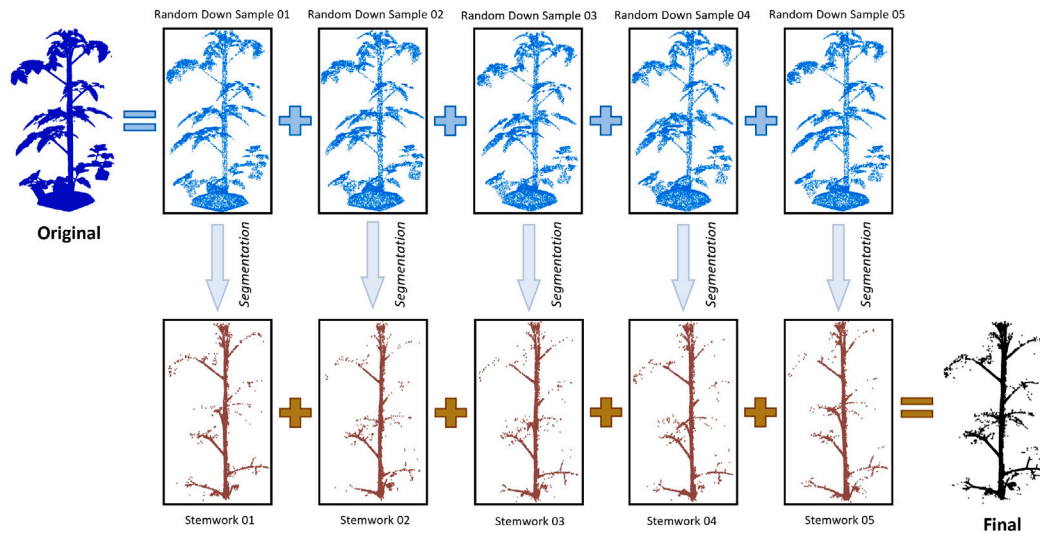 Random Down Sample 01
Random Down Sample 02
Random Down Sample 03
Random Down Sample 04
Random Down Sample 05
Original
Segmentation
Segmentation
Segmentation
Segmentation
Segmentation
Stemwork 01
Stemwork 02
Stemwork 03
Stemwork 04
Stemwork 05
Final